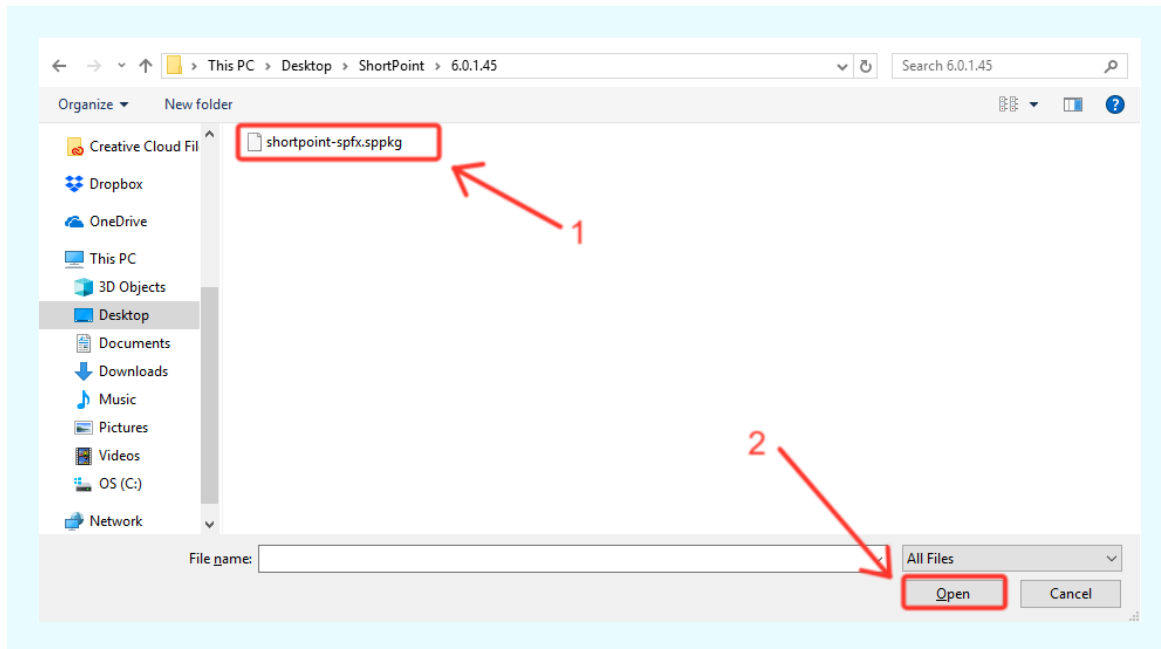 This PC > Desktop > ShortPoint > 6.0.1.45
Search 6.0.1.45
Organize
New folder
Creative Cloud Fil
shortpoint-spfx.sppkg
Dropbox
OneDrive
1
This PC
3D Objects
Desktop
Documents
Downloads
Music
Pictures
2
Videos
OS (C:)
Network
File name:
All Files
Open
Cancel